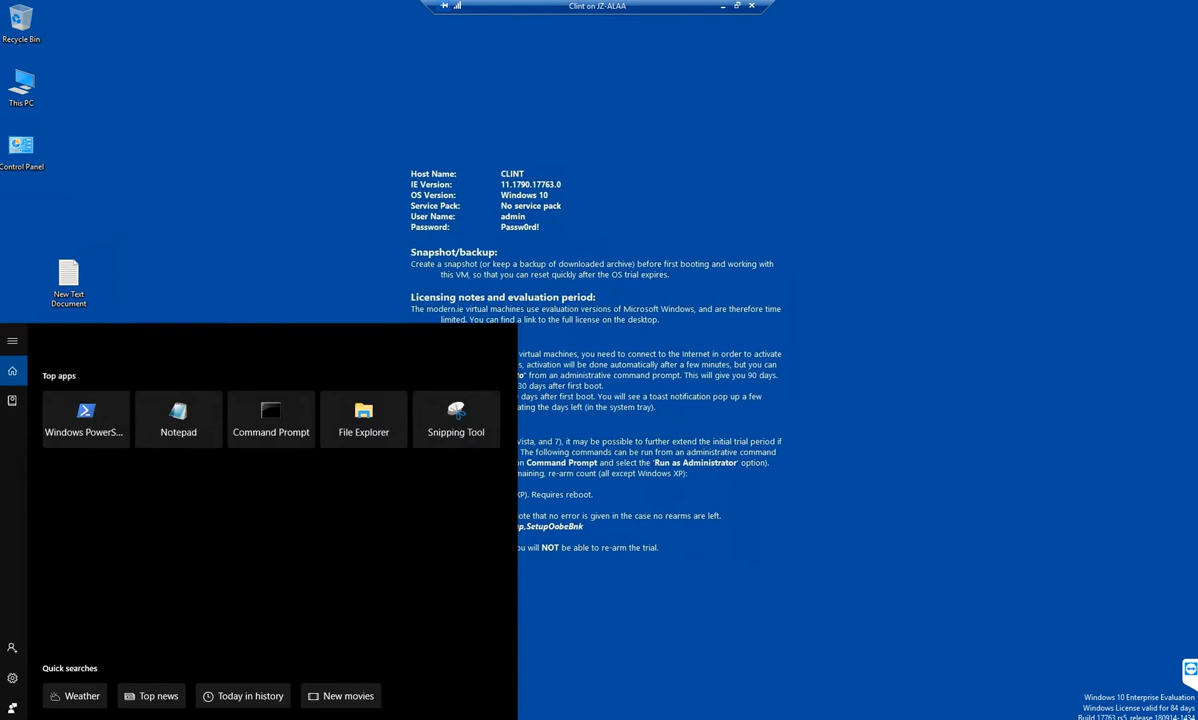 Clint on JZ-ALAA
Recycle Bin
This PC
Control Panel
New Text
Document
Host Name: CLINT
IE Version: 11.1790.17763.0
OS Version: Windows 10
Service Pack: No service pack
User Name: admin
Password: Passw0rd!
Snapshot/backup:
Create a snapshot (or keep a backup of downloaded archive) before first booting and working with
this VM, so that you can reset quickly after the OS trial expires.
Licensing notes and evaluation period:
The modern.ie virtual machines use evaluation versions of Microsoft Windows, and are therefore time
limited. You can find a link to the full license on the desktop.
virtual machines, you need to connect to the Internet in order to activate
s, activation will be done automatically after a few minutes, but you can
to" from an administrative command prompt. This will give you 90 days.
30 days after first boot.
days after first boot. You will see a toast notification pop up a few
ating the days left (in the system tray).
Vista, and 7), it may be possible to further extend the initial trial period if
The following commands can be run from an administrative command
on Command Prompt and select the 'Run as Administrator' option).
maining, re-arm count (all except Windows XP):
XP). Requires reboot.
ote that no error is given in the case no rearms are left.
p,SetupOobeBnk
ou will NOT be able to re-arm the trial.
Top apps
Windows PowerS...
Notepad
Command Prompt
File Explorer
Snipping Tool
Quick searches
Weather
Top news
Today in history
New movies
Windows 10 Enterprise Evaluation
Windows License valid for 84 days
Build 17763.rs5_release.180914-1434